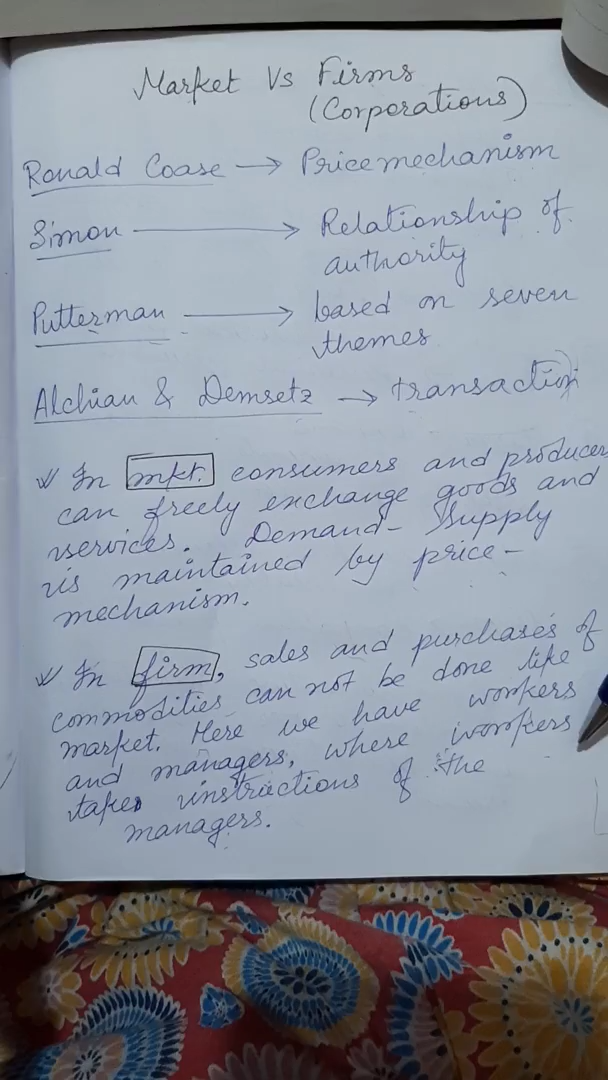 Market Vs Firms
(Corporations)
Ronald Coase → Price mechanism
Simon → Relationship of
authority
Putterman → based on seven
themes
Alchian & Demsetz → transaction
In mkt. consumers and producer
can freely exchange goods and
services. Demand - Supply
is maintained by price -
mechanism.
In firm, sales and purchases of
commodities can not be done like
market. Here we have workers
and managers, where workers
takes instructions of the
managers.